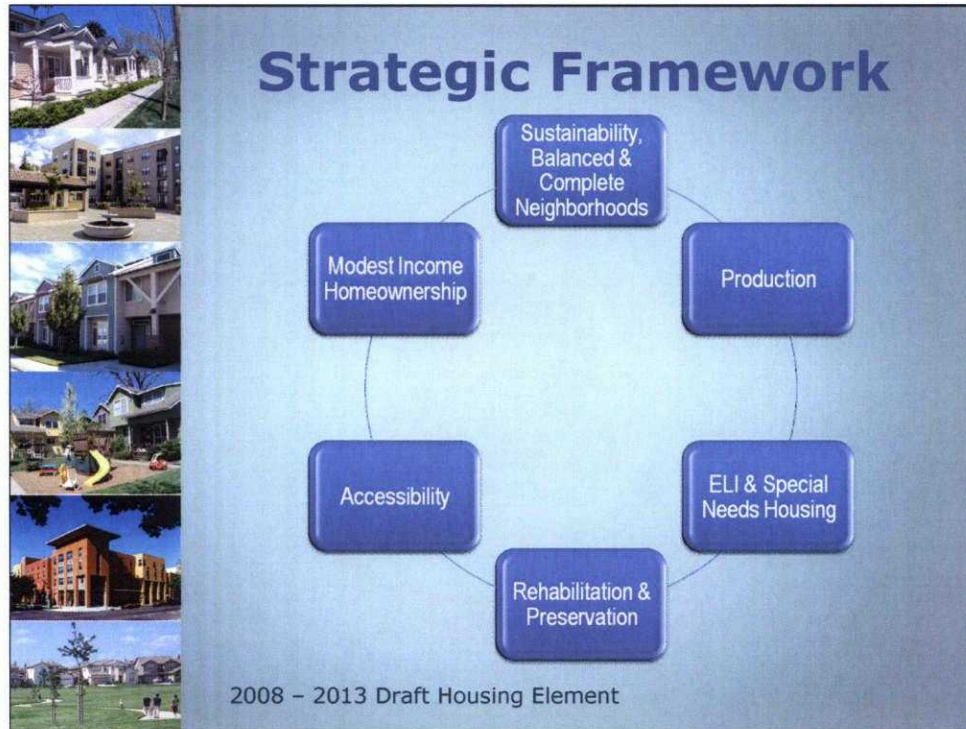 Strategic Framework
Sustainability,
Balanced &
Complete
Neighborhoods
Production
ELI & Special
Needs Housing
Rehabilitation &
Preservation
Accessibility
Modest Income
Homeownership
2008 – 2013 Draft Housing Element